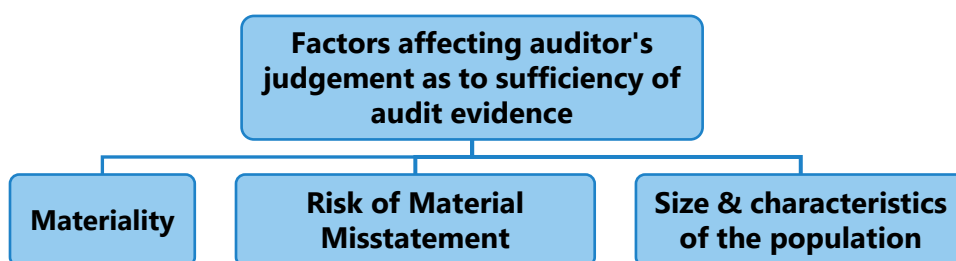 Factors affecting auditor's
judgement as to sufficiency of
audit evidence
Materiality
Risk of Material
Misstatement
Size & characteristics
of the population